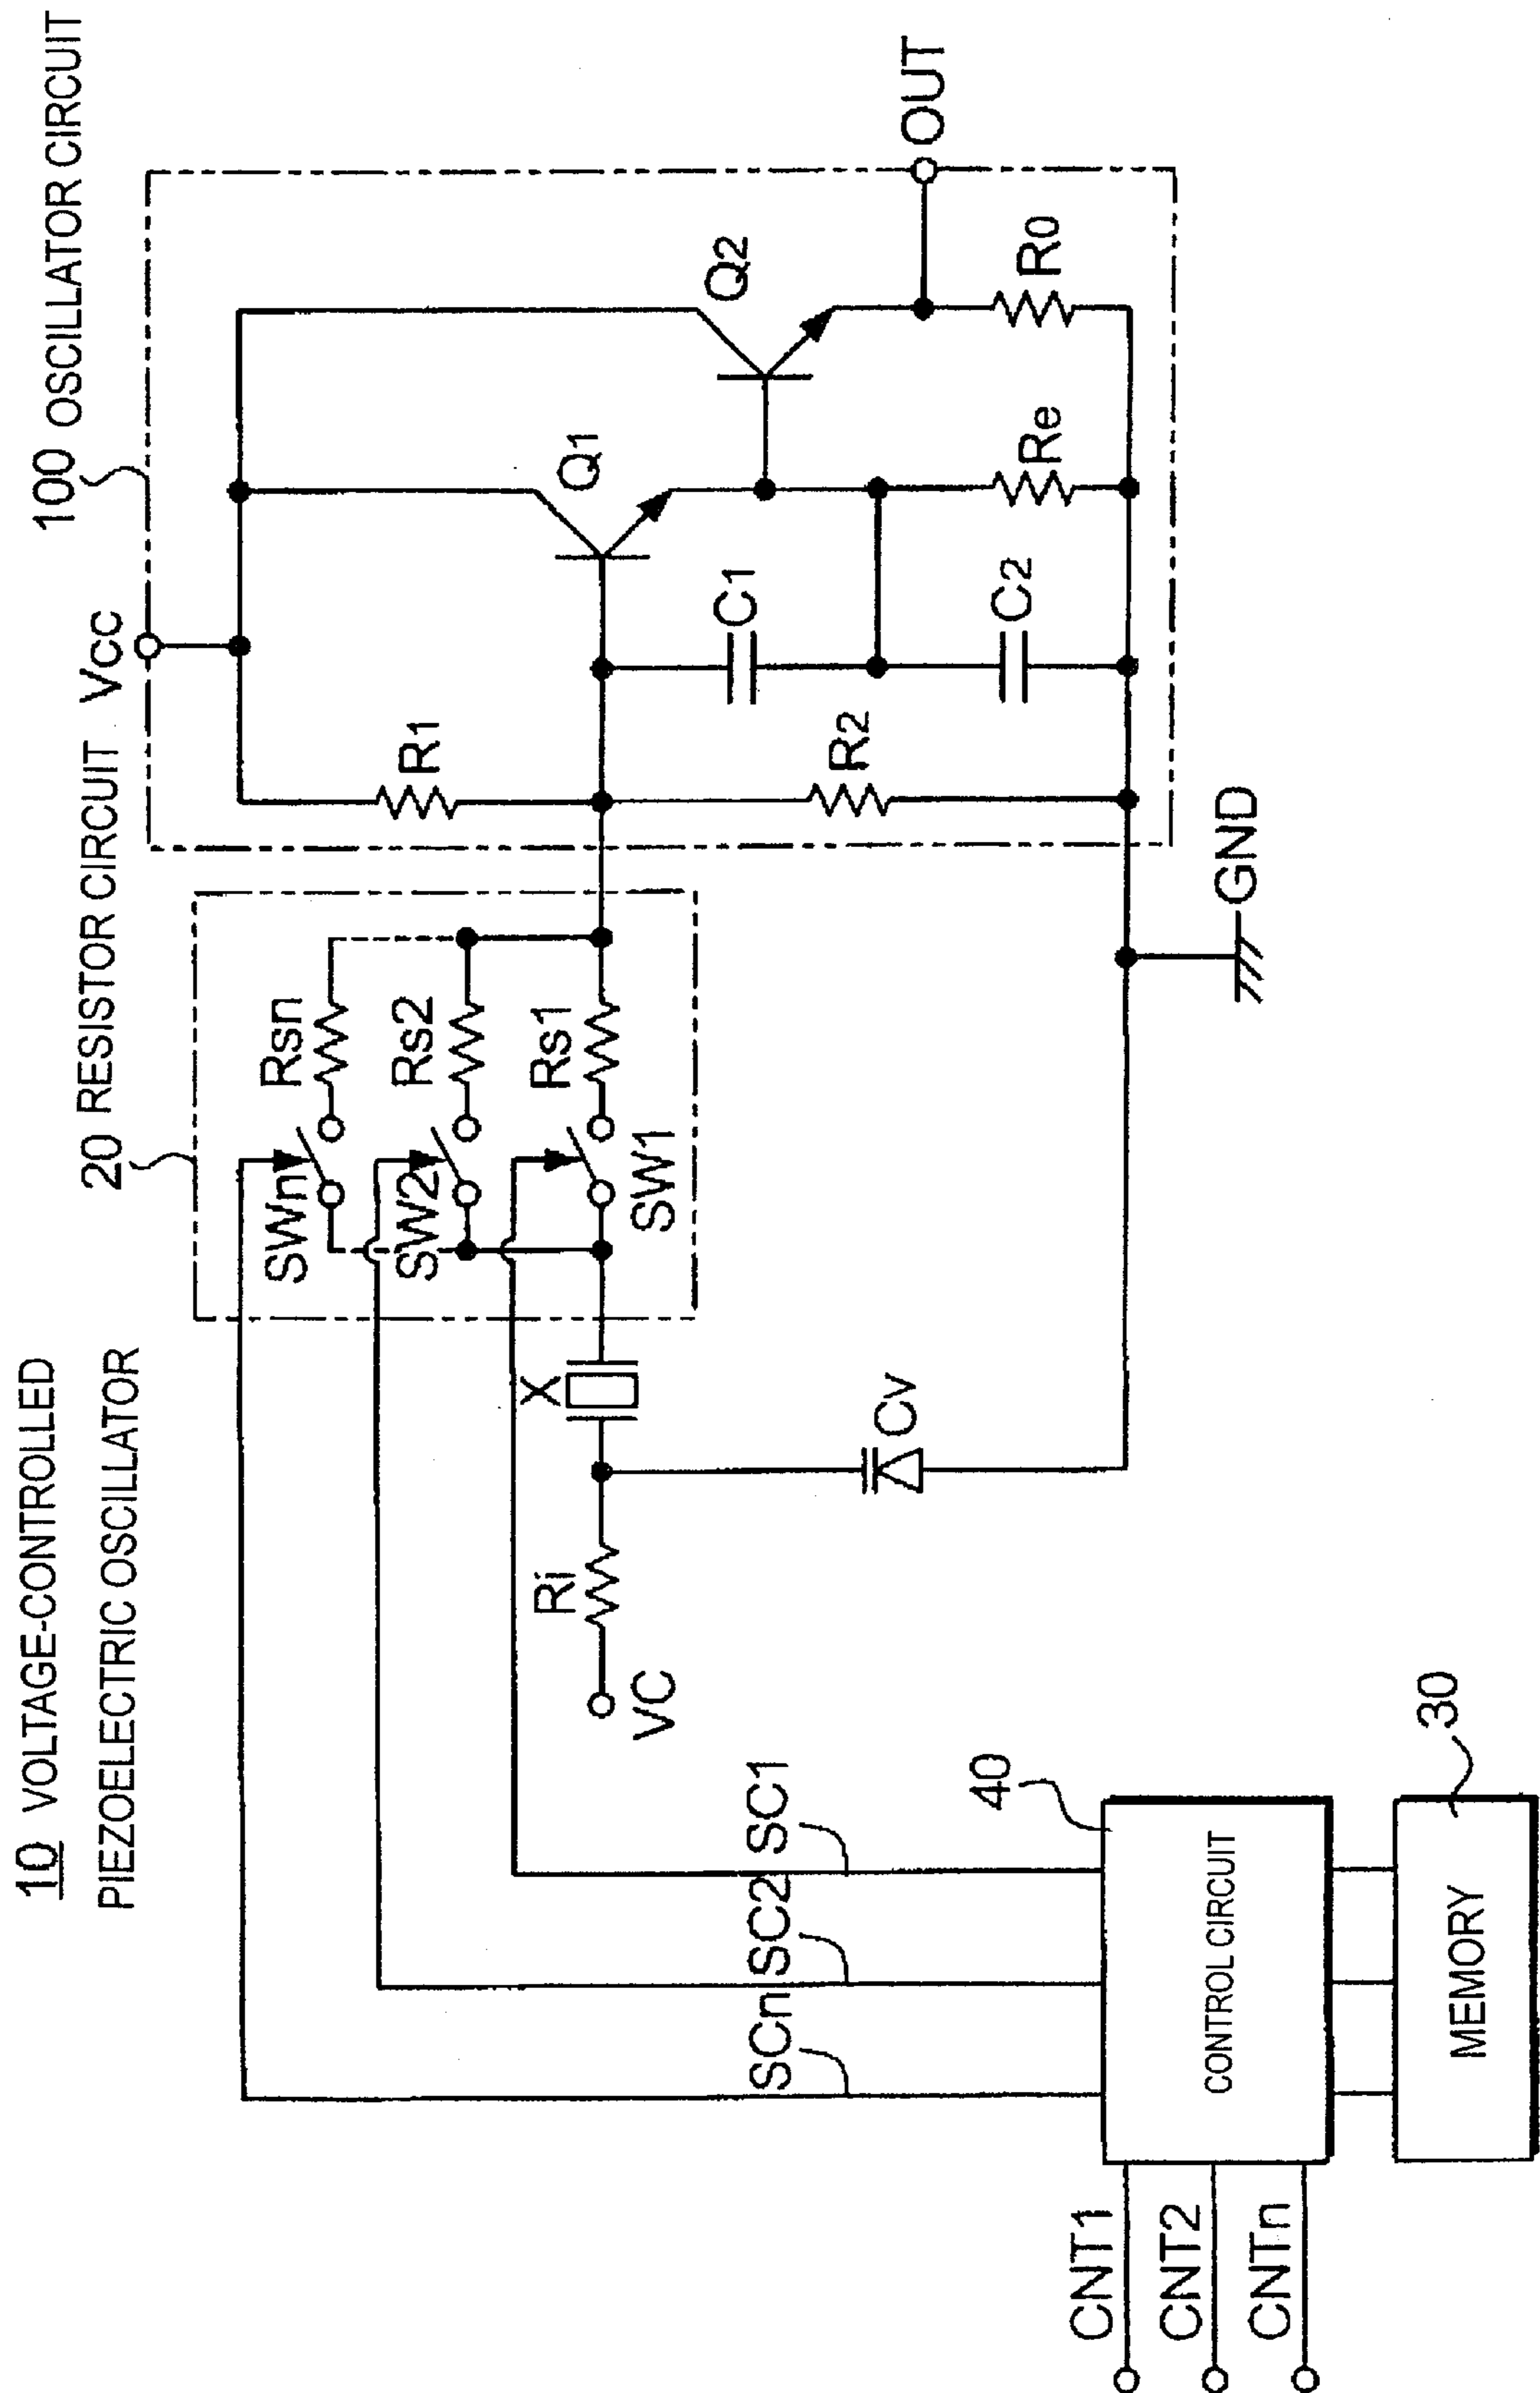 10 VOLTAGE-CONTROLLED
PIEZOELECTRIC OSCILLATOR
20 RESISTOR CIRCUIT
100 OSCILLATOR CIRCUIT
Vcc
SWn
Rsn
SW2
Rs2
SW1
Rs1
R1
Q1
Q2
VC
Ri
X
Cv
C1
R2
C2
Re
R0
OUT
GND
SCn
SC2
SC1
40
CONTROL CIRCUIT
CNT1
CNT2
CNTn
MEMORY
30